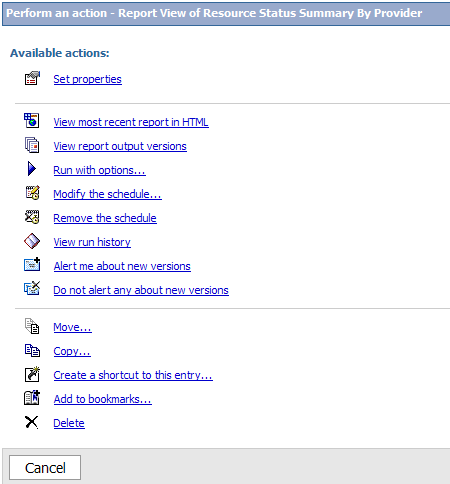 Perform an action - Report View of Resource Status Summary By Provider
Available actions:
Set properties
View most recent report in HTML
View report output versions
Run with options...
Modify the schedule...
Remove the schedule
View run history
Alert me about new versions
Do not alert any about new versions
Move...
Copy...
Create a shortcut to this entry...
Add to bookmarks...
Delete
Cancel